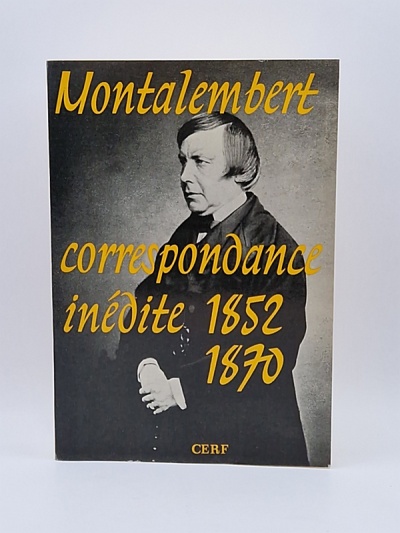 Montalembert
correspondance
inédite 1852
1870
CERF